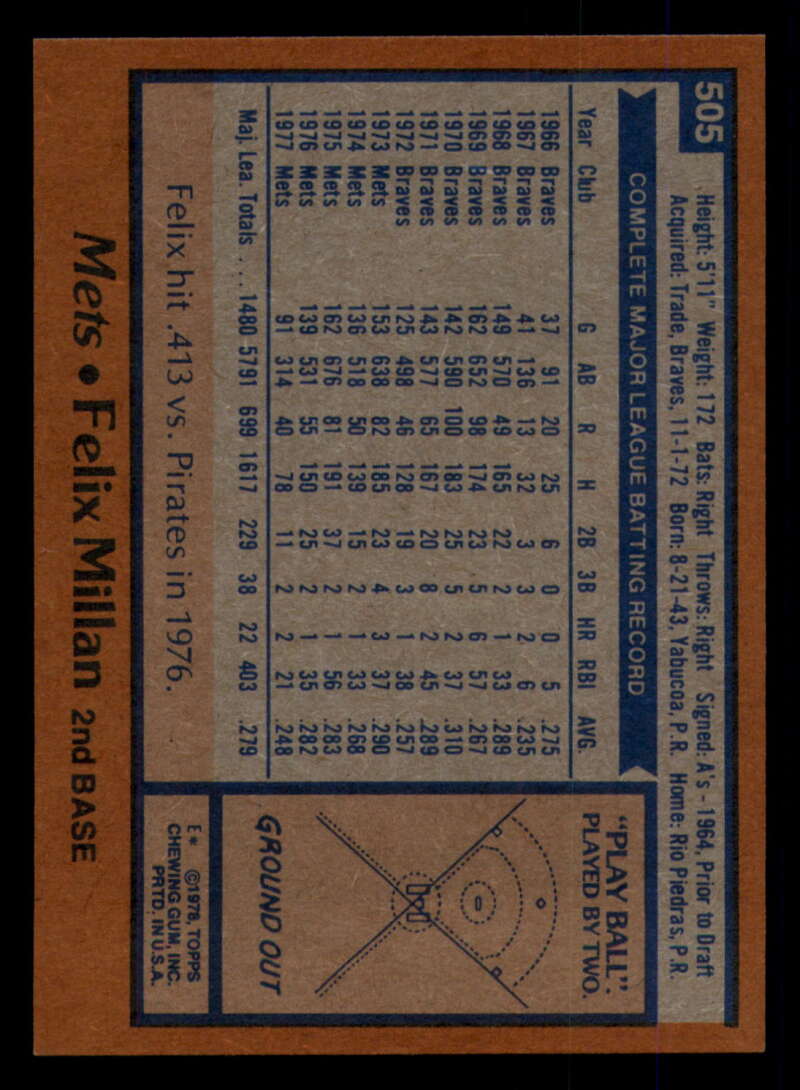 505
Height: 5'11" Weight: 172 Bats: Right Throws: Right Signed: A's - 1964, Prior to Draft
Acquired: Trade, Braves, 11-1-72 Born: 8-21-43, Yabucoa, P.R. Home: Rio Piedras, P.R.
COMPLETE MAJOR LEAGUE BATTING RECORD
Year Club G AB R H 2B 3B HR RBI AVG.
1966 Braves 37 91 20 25 6 0 0 5 .275
1967 Braves 41 136 13 32 3 3 2 6 .235
1968 Braves 149 570 49 165 22 2 1 33 .289
1969 Braves 162 652 98 174 23 5 6 57 .267
1970 Braves 142 590 100 183 25 5 2 37 .310
1971 Braves 143 577 65 167 20 8 2 45 .289
1972 Braves 125 498 46 128 19 3 1 38 .257
1973 Mets 153 638 82 185 23 4 3 37 .290
1974 Mets 136 518 50 139 15 2 1 33 .268
1975 Mets 162 676 81 191 37 2 1 56 .283
1976 Mets 139 531 55 150 25 2 1 35 .282
1977 Mets 91 314 40 78 11 2 2 21 .248
Maj. Lea. Totals . . . 1480 5791 699 1617 229 38 22 403 .279
Felix hit .413 vs. Pirates in 1976.
"PLAY BALL".
PLAYED BY TWO.
GROUND OUT
E* ©1978, TOPPS
CHEWING GUM, INC.
PRTD. IN U.S.A.
Mets • Felix Millan 2nd BASE